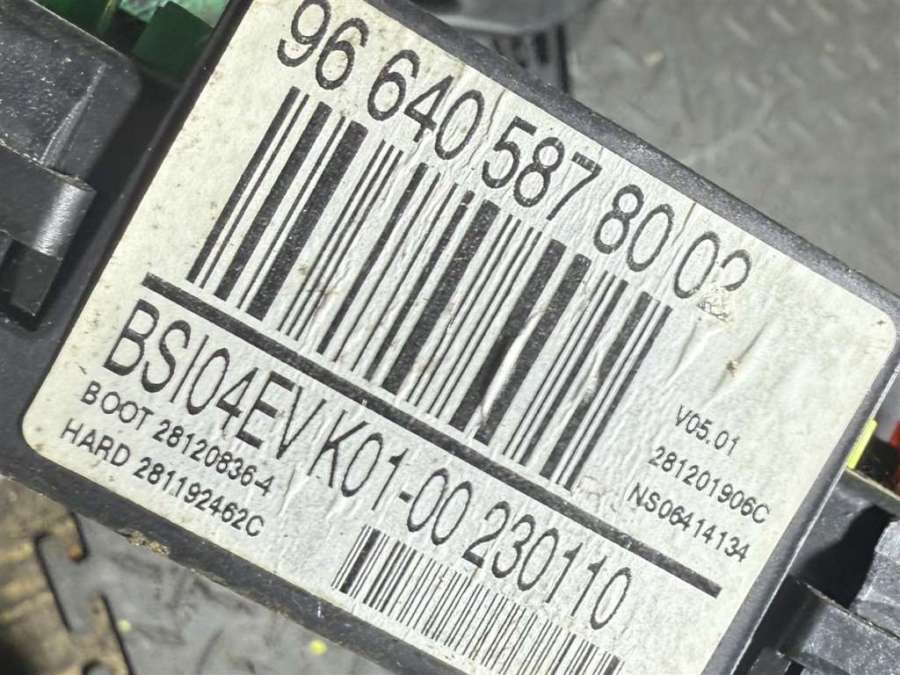 96 640 587 80 02
V05.01
281201906C
NS06414134
BSI04EV K01-00 230110
BOOT 28120836-4
HARD 281192462C